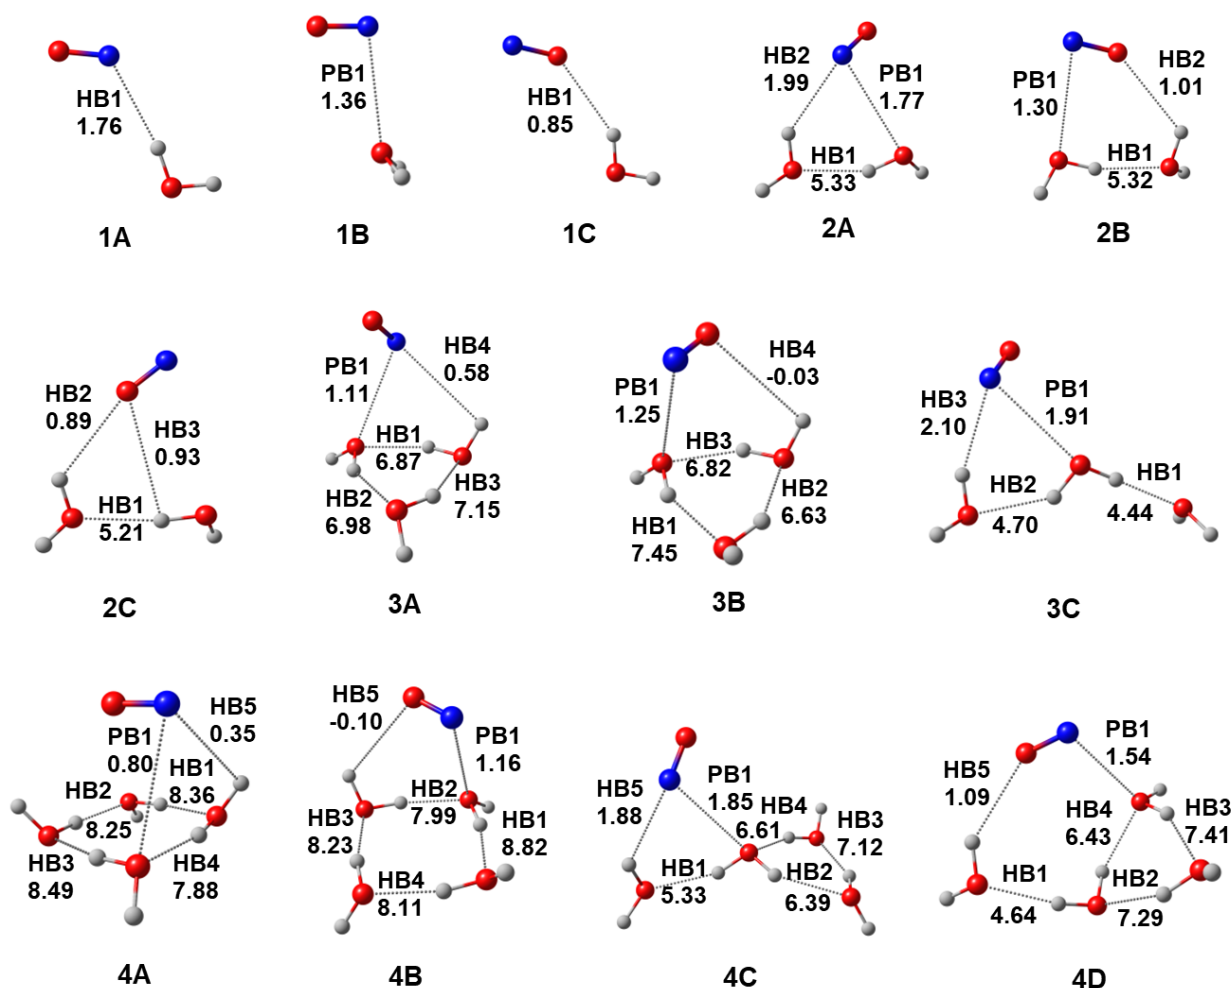 HB1
1.76
1A
PB1
1.36
1B
HB1
0.85
1C
HB2
1.99
PB1
1.77
HB1
5.33
2A
PB1
1.30
HB2
1.01
HB1
5.32
2B
HB2
0.89
HB3
0.93
HB1
5.21
2C
PB1
1.11
HB4
0.58
HB1
6.87
HB2
6.98
HB3
7.15
3A
HB4
-0.03
PB1
1.25
HB3
6.82
HB2
6.63
HB1
7.45
3B
HB3
2.10
PB1
1.91
HB2
4.70
HB1
4.44
3C
HB5
0.35
PB1
0.80
HB1
8.36
HB2
8.25
HB3
8.49
HB4
7.88
4A
HB5
-0.10
PB1
1.16
HB2
7.99
HB3
8.23
HB1
8.82
HB4
8.11
4B
HB5
1.88
PB1
1.85
HB4
6.61
HB3
7.12
HB1
5.33
HB2
6.39
4C
PB1
1.54
HB5
1.09
HB4
6.43
HB3
7.41
HB1
4.64
HB2
7.29
4D